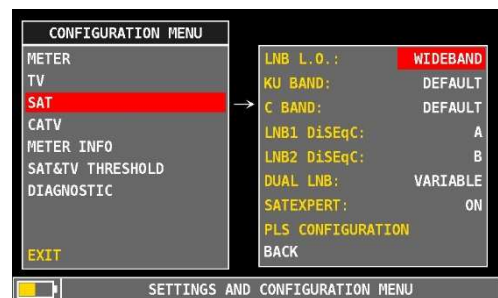 CONFIGURATION MENU
METER
TV
SAT
CATV
METER INFO
SAT&TV THRESHOLD
DIAGNOSTIC
EXIT
→
LNB L.O.: WIDEBAND
KU BAND: DEFAULT
C BAND: DEFAULT
LNB1 DiSEqC: A
LNB2 DiSEqC: B
DUAL LNB: VARIABLE
SATEXPERT: ON
PLS CONFIGURATION
BACK
SETTINGS AND CONFIGURATION MENU